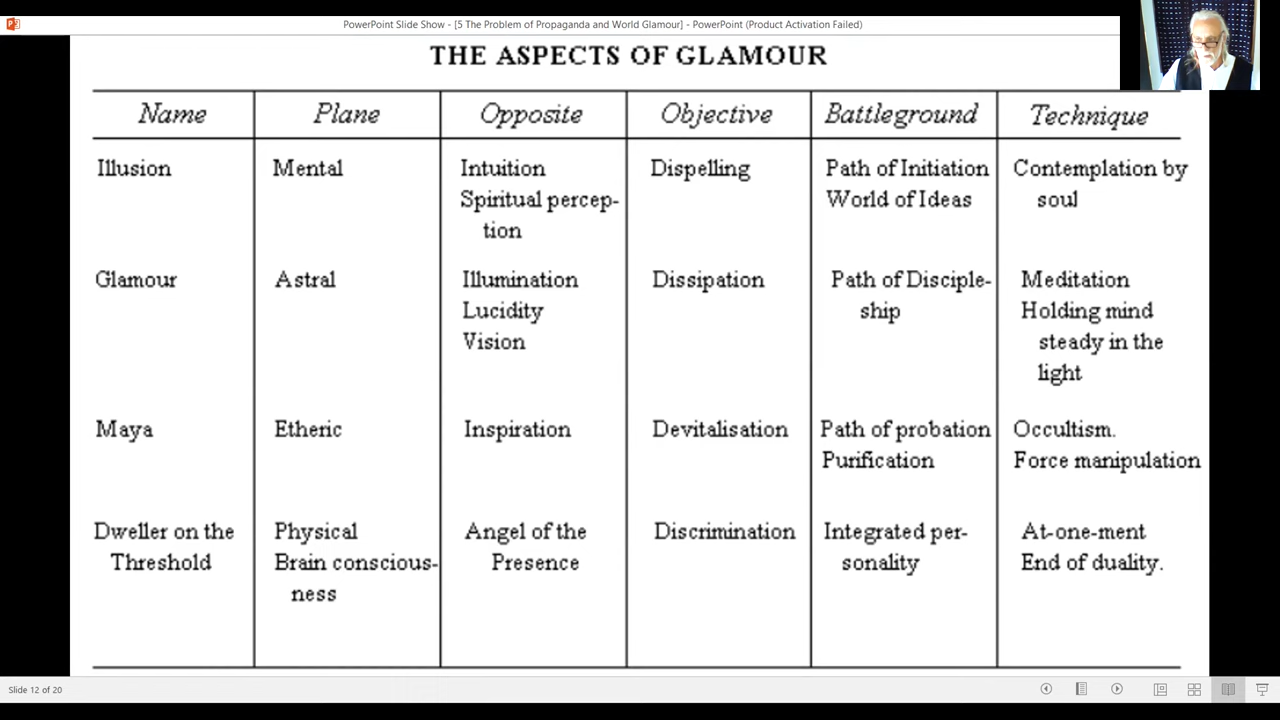 PowerPoint Slide Show - [5 The Problem of Propaganda and World Glamour] - PowerPoint (Product Activation Failed)
THE ASPECTS OF GLAMOUR
Name Plane Opposite Objective Battleground Technique
Illusion Mental Intuition Dispelling Path of Initiation Contemplation by
Spiritual percep- World of Ideas soul
tion
Glamour Astral Illumination Dissipation Path of Disciple- Meditation
Lucidity ship Holding mind
Vision steady in the
light
Maya Etheric Inspiration Devitalisation Path of probation Occultism.
Purification Force manipulation
Dweller on the Physical Angel of the Discrimination Integrated per- At-one-ment
Threshold Brain conscious- Presence sonality End of duality.
ness
Slide 12 of 20